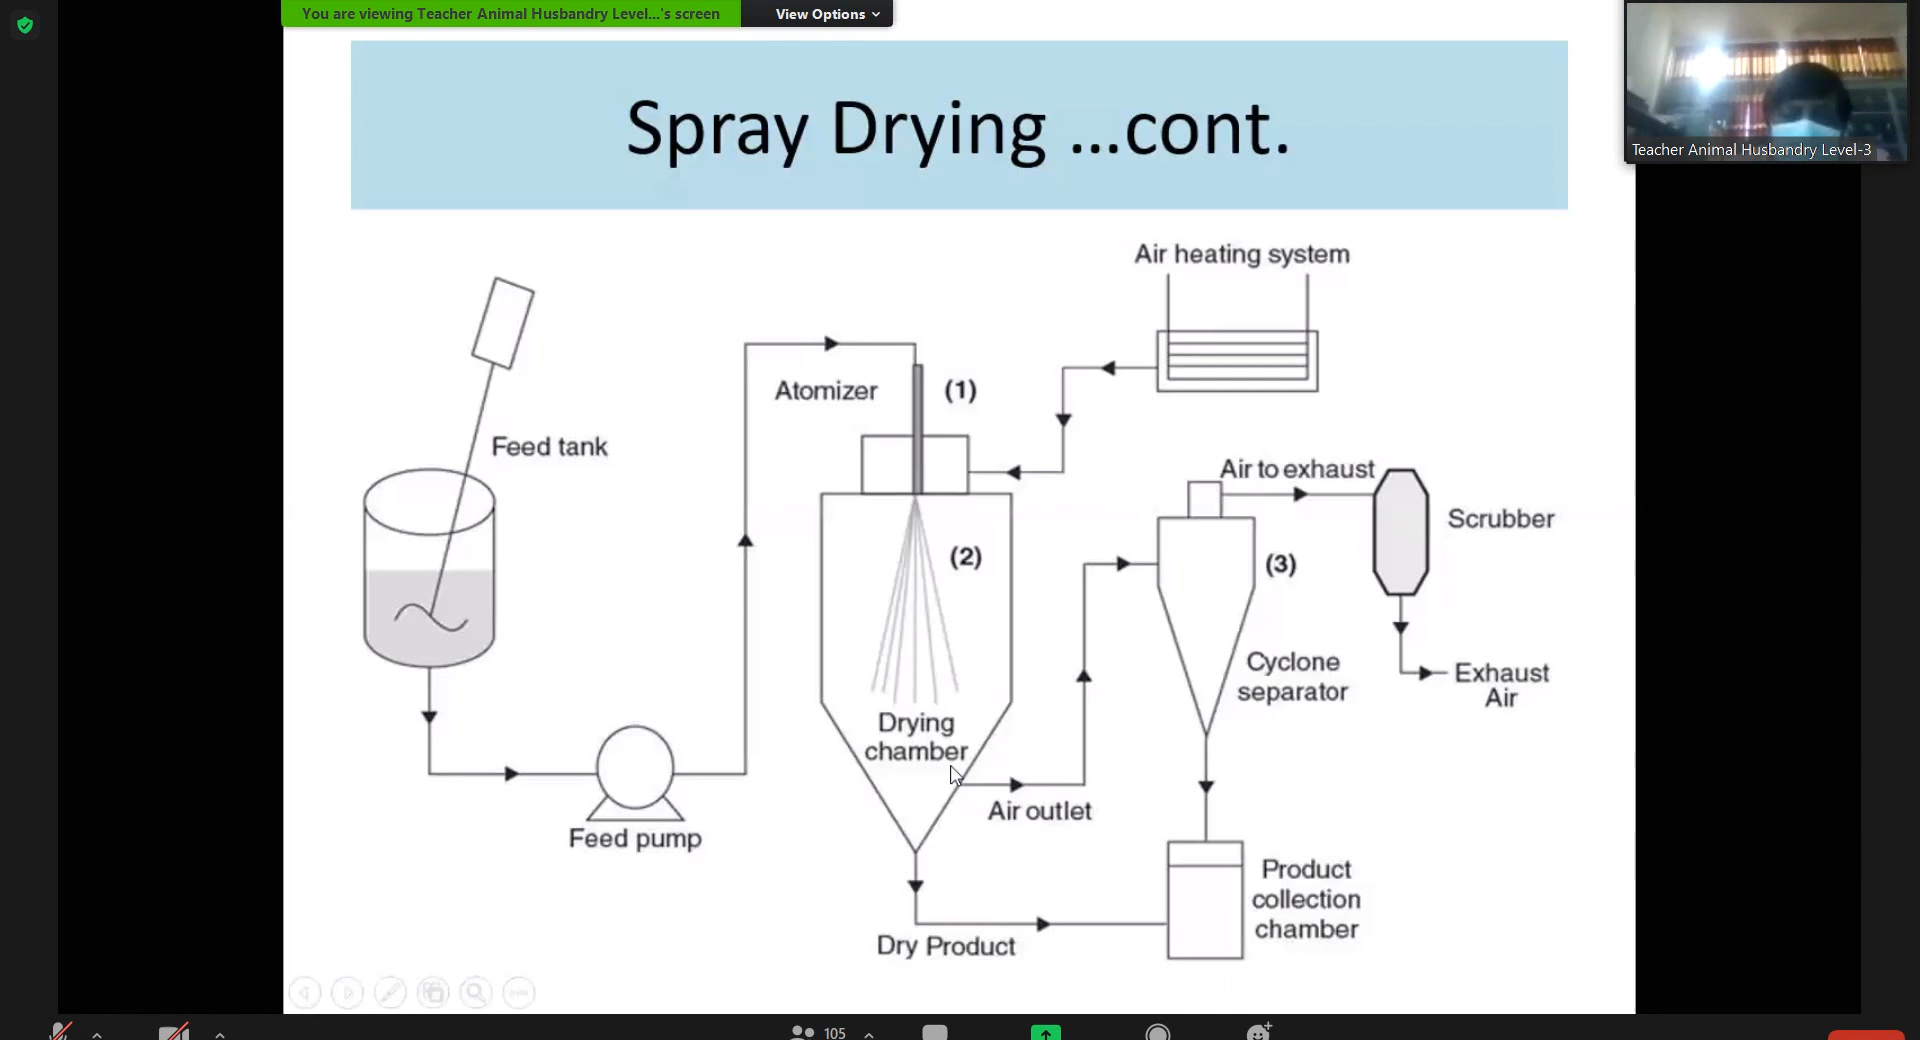 You are viewing Teacher Animal Husbandry Level...'s screen
View Options
Teacher Animal Husbandry Level-3
Spray Drying ...cont.
Air heating system
Atomizer
(1)
Feed tank
Air to exhaust
Scrubber
(2)
(3)
Cyclone
separator
Exhaust
Air
Drying
chamber
Air outlet
Feed pump
Product
collection
chamber
Dry Product
105